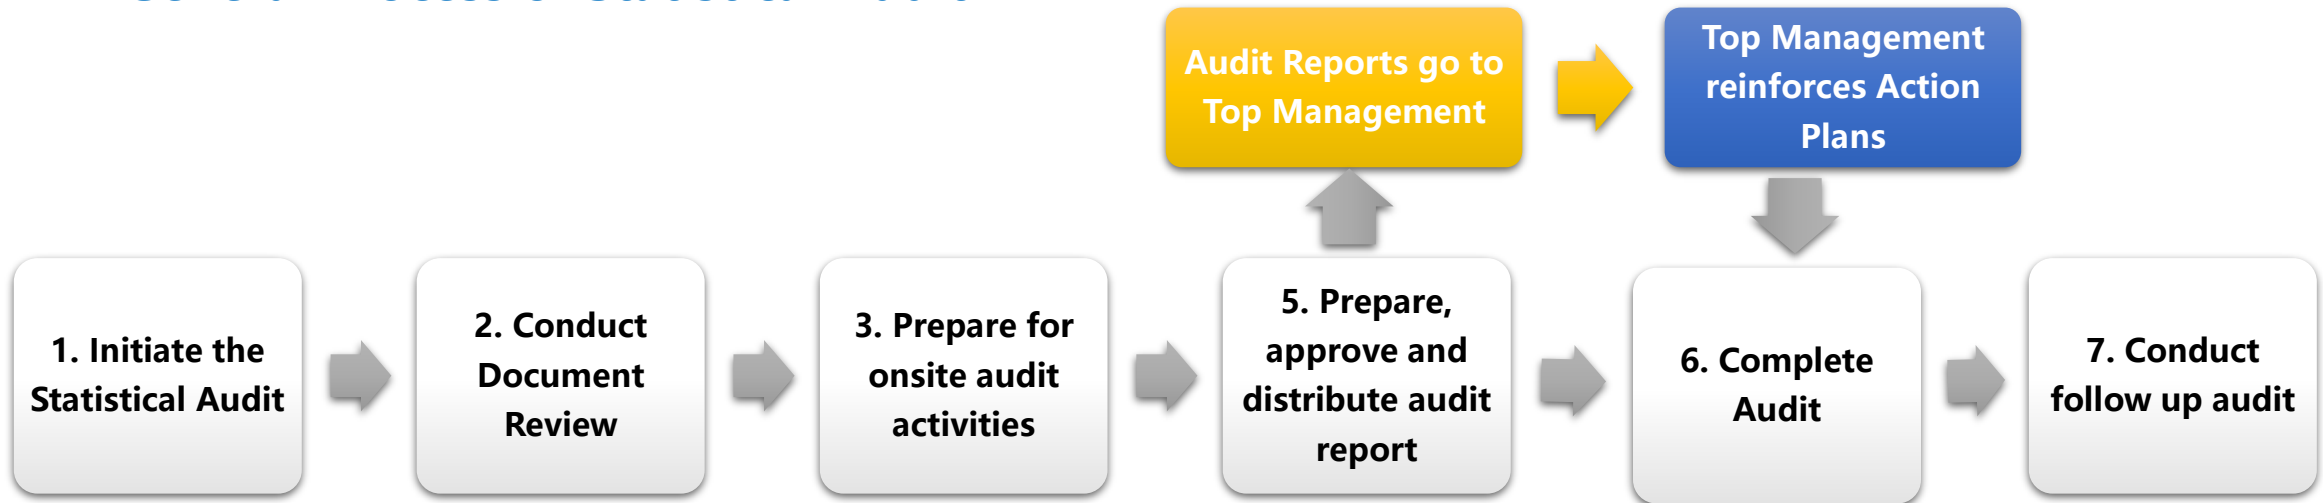 Audit Reports go to
Top Management
Top Management
reinforces Action
Plans
1. Initiate the
Statistical Audit
2. Conduct
Document
Review
3. Prepare for
onsite audit
activities
5. Prepare,
approve and
distribute audit
report
6. Complete
Audit
7. Conduct
follow up audit